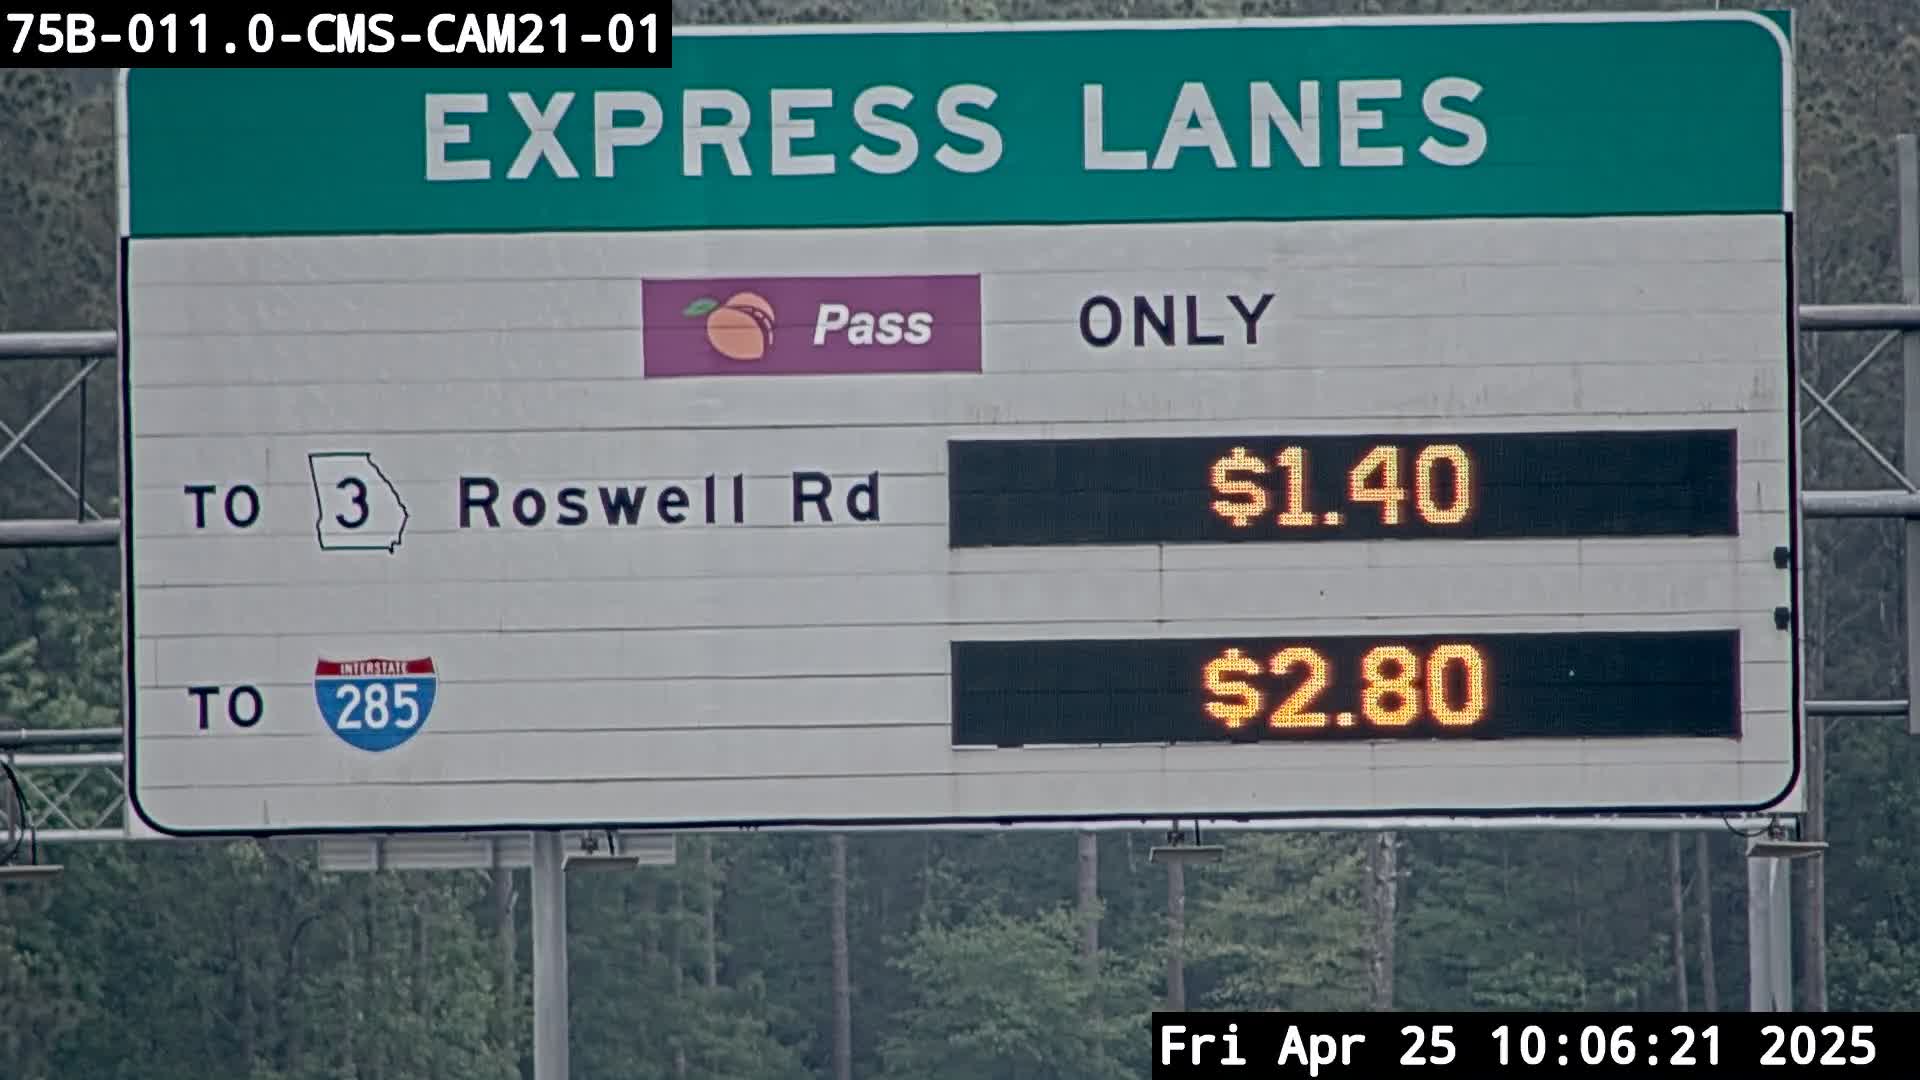 75B-011.0-CMS-CAM21-01
EXPRESS LANES
Pass ONLY
TO 3 Roswell Rd $1.40
INTERSTATE
TO 285 $2.80
Fri Apr 25 10:06:21 2025